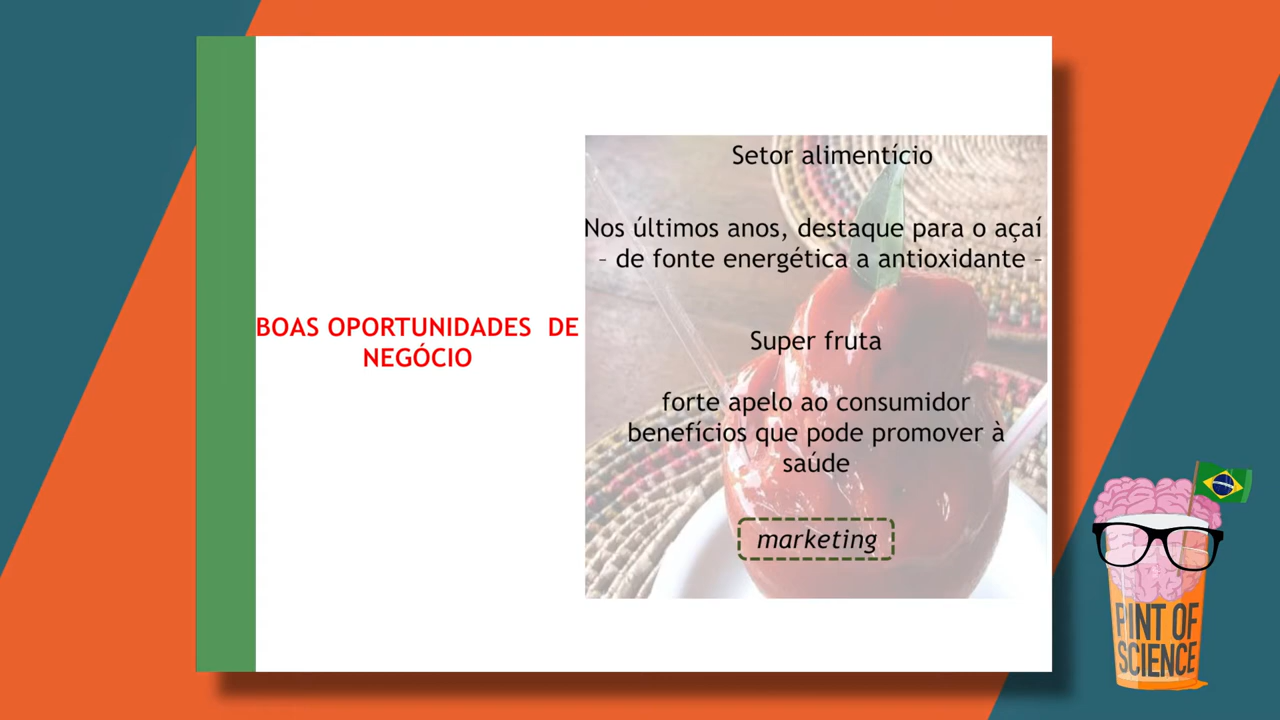 BOAS OPORTUNIDADES DE
NEGÓCIO
Setor alimentício
Nos últimos anos, destaque para o açaí
– de fonte energética a antioxidante –
Super fruta
forte apelo ao consumidor
benefícios que pode promover à
saúde
marketing
PINT OF
SCIENCE